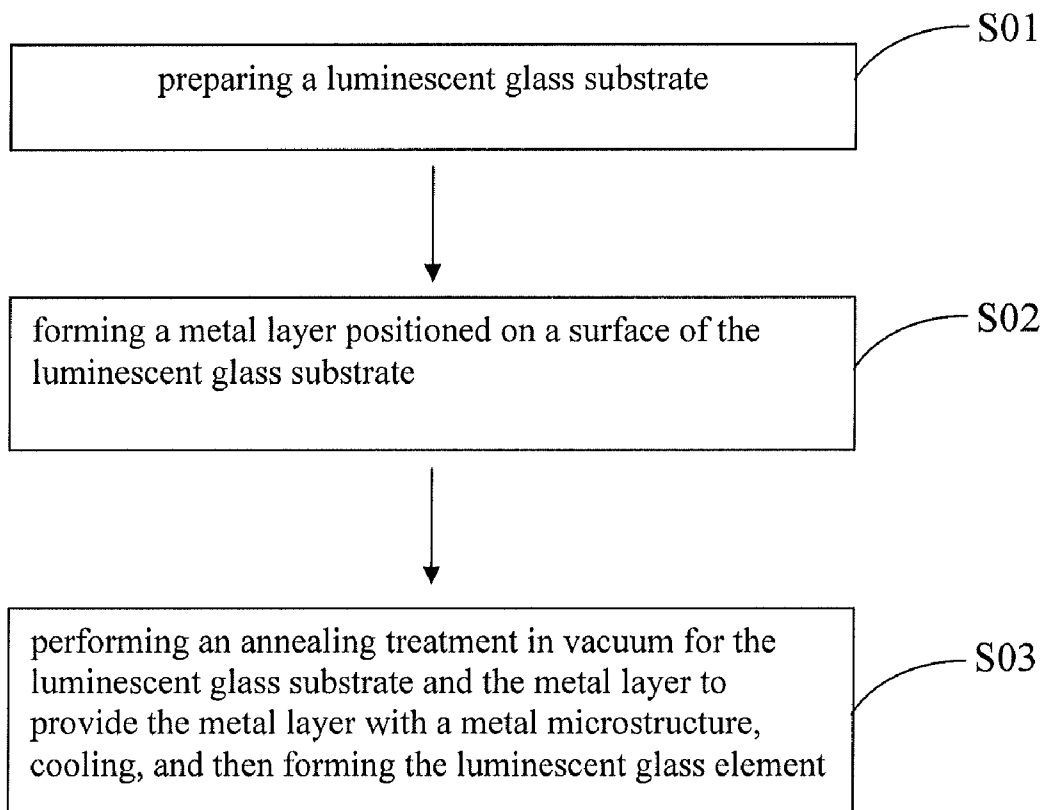 S01
preparing a luminescent glass substrate
S02
forming a metal layer positioned on a surface of the
luminescent glass substrate
S03
performing an annealing treatment in vacuum for the
luminescent glass substrate and the metal layer to
provide the metal layer with a metal microstructure,
cooling, and then forming the luminescent glass element